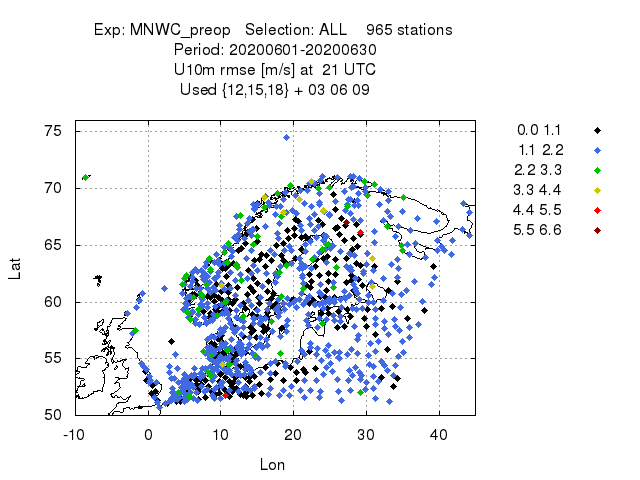 Exp: MNWC_preop Selection: ALL 965 stations
Period: 20200601-20200630
U10m rmse [m/s] at 21 UTC
Used {12,15,18} + 03 06 09
0.0 1.1
1.1 2.2
2.2 3.3
3.3 4.4
4.4 5.5
5.5 6.6
75
70
65
60
55
50
Lat
-10 0 10 20 30 40
Lon